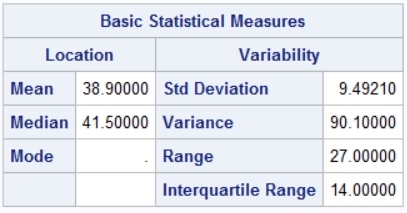 Basic Statistical Measures
Location Variability
Mean 38.90000 Std Deviation 9.49210
Median 41.50000 Variance 90.10000
Mode . Range 27.00000
Interquartile Range 14.00000